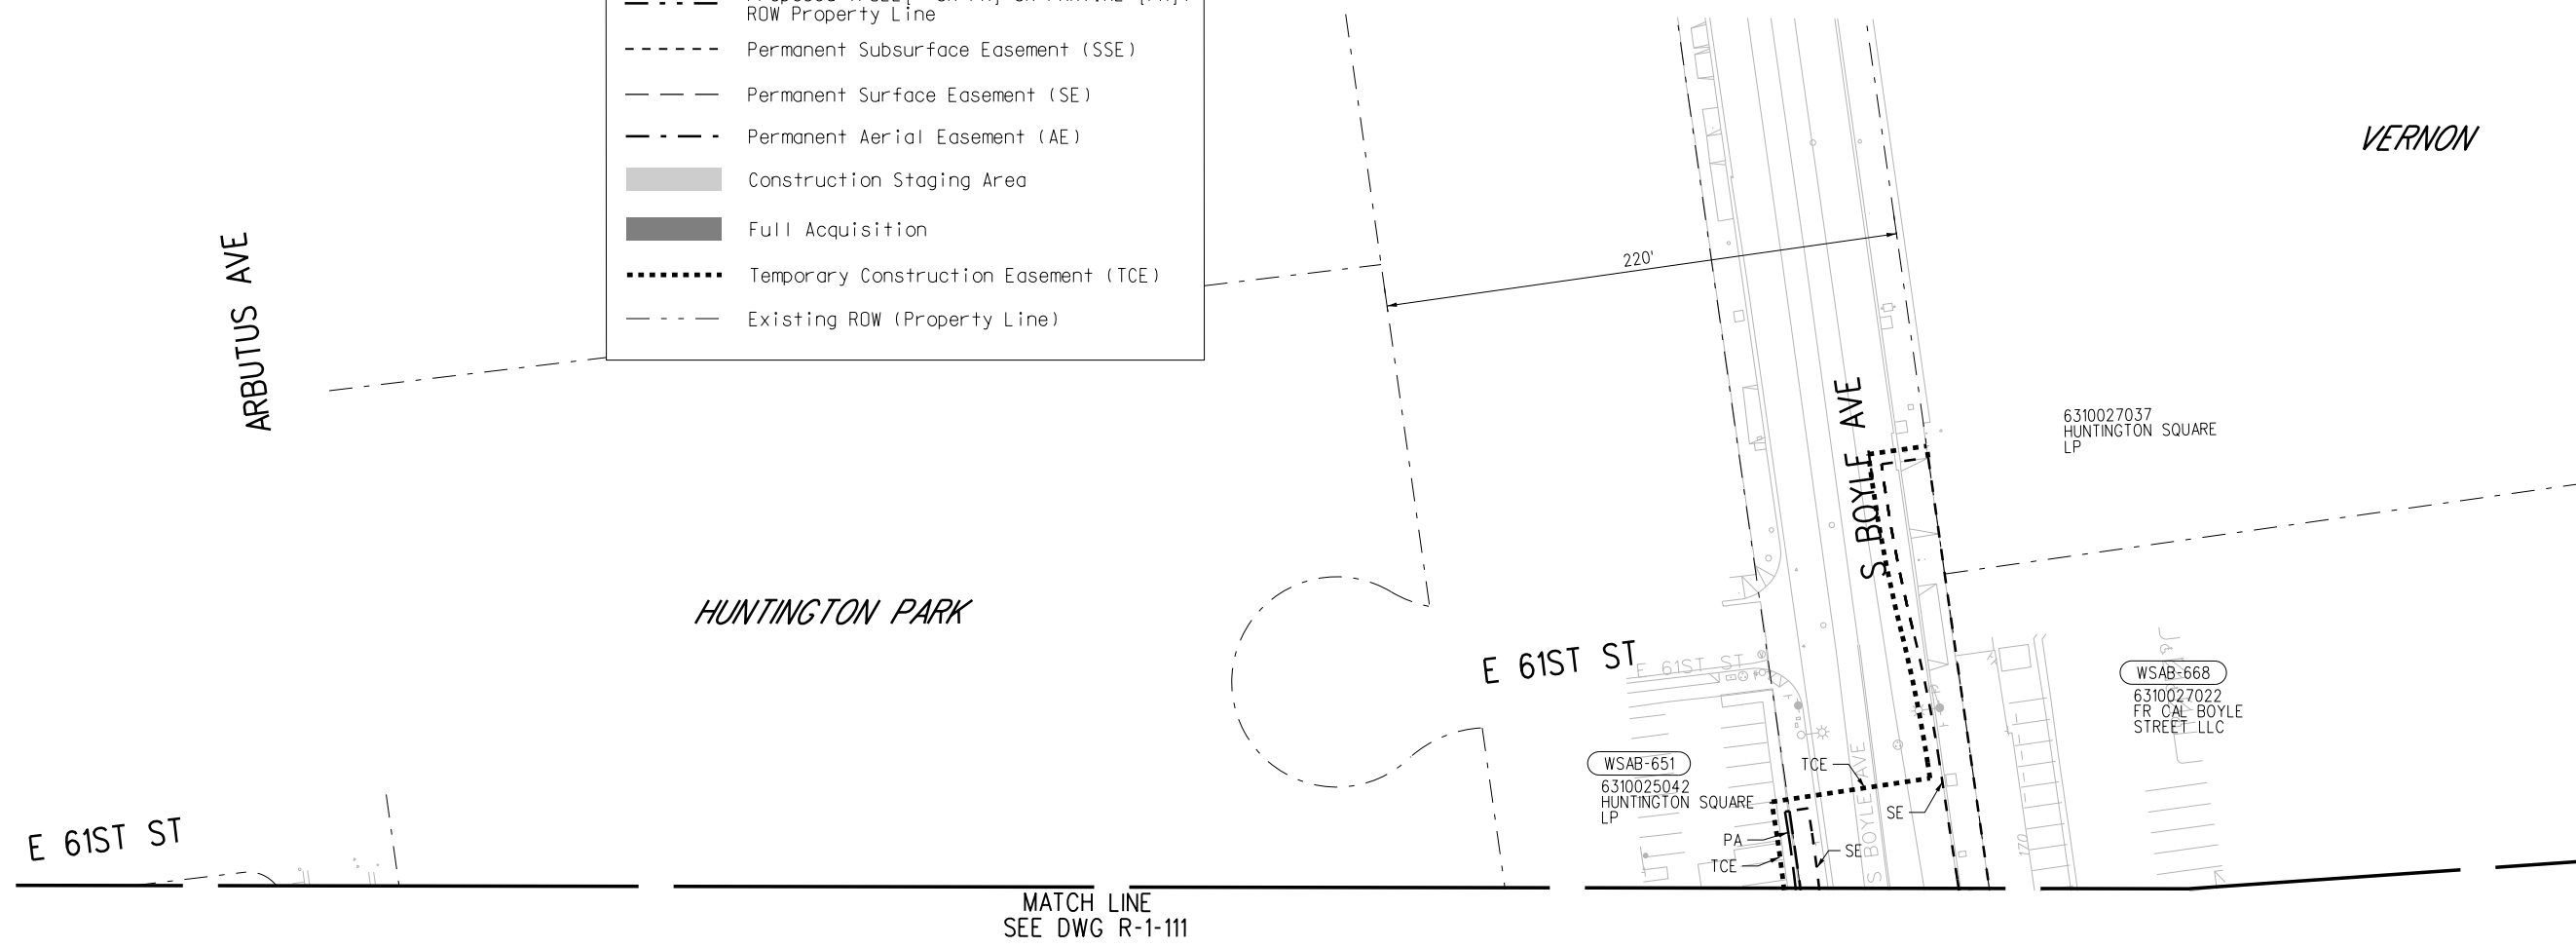 ROW Property Line
Permanent Subsurface Easement (SSE)
Permanent Surface Easement (SE)
Permanent Aerial Easement (AE)
Construction Staging Area
Full Acquisition
Temporary Construction Easement (TCE)
Existing ROW (Property Line)
VERNON
ARBUTUS AVE
220'
S BOYLE AVE
6310027037
HUNTINGTON SQUARE
LP
HUNTINGTON PARK
E 61ST ST
E 61ST ST
WSAB-668
6310027022
FR CAL BOYLE
STREET LLC
WSAB-651
6310025042
HUNTINGTON SQUARE
LP
TCE
SE
PA
SE
TCE
S BOYLE AVE
170
E 61ST ST
MATCH LINE
SEE DWG R-1-111